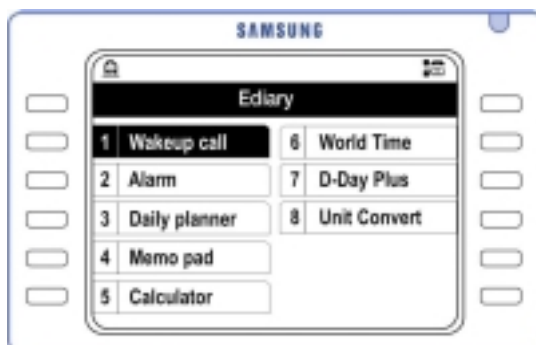 SAMSUNG
Ediary
1 Wakeup call
2 Alarm
3 Daily planner
4 Memo pad
5 Calculator
6 World Time
7 D-Day Plus
8 Unit Convert